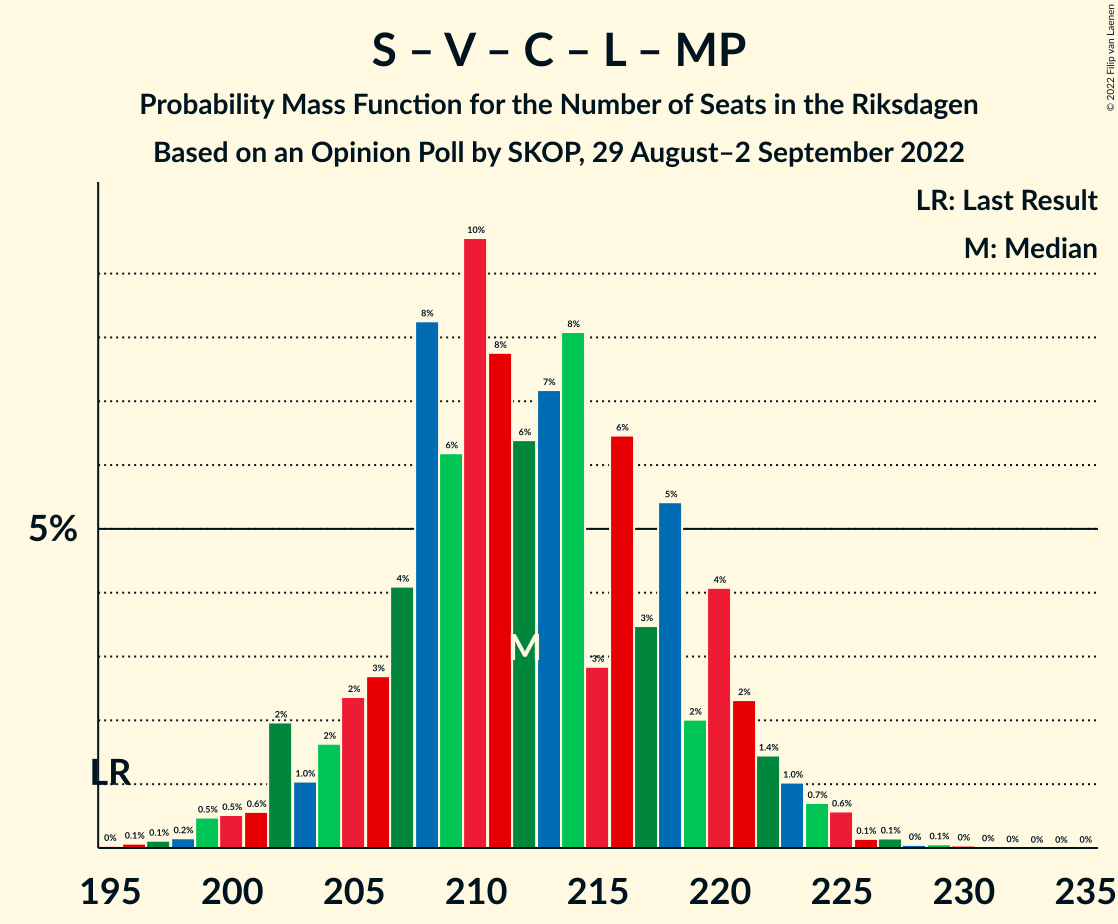 S – V – C – L – MP
Probability Mass Function for the Number of Seats in the Riksdagen
Based on an Opinion Poll by SKOP, 29 August–2 September 2022
© 2022 Filip van Laenen
LR: Last Result
M: Median
5%
LR
M
0% 0.1% 0.1% 0.2% 0.5% 0.5% 0.6% 2% 1.0% 2% 2% 3% 4% 8% 6% 10% 8% 6% 7% 8% 3% 6% 3% 5% 2% 4% 2% 1.4% 1.0% 0.7% 0.6% 0.1% 0.1% 0% 0.1% 0% 0% 0% 0% 0% 0%
195 200 205 210 215 220 225 230 235